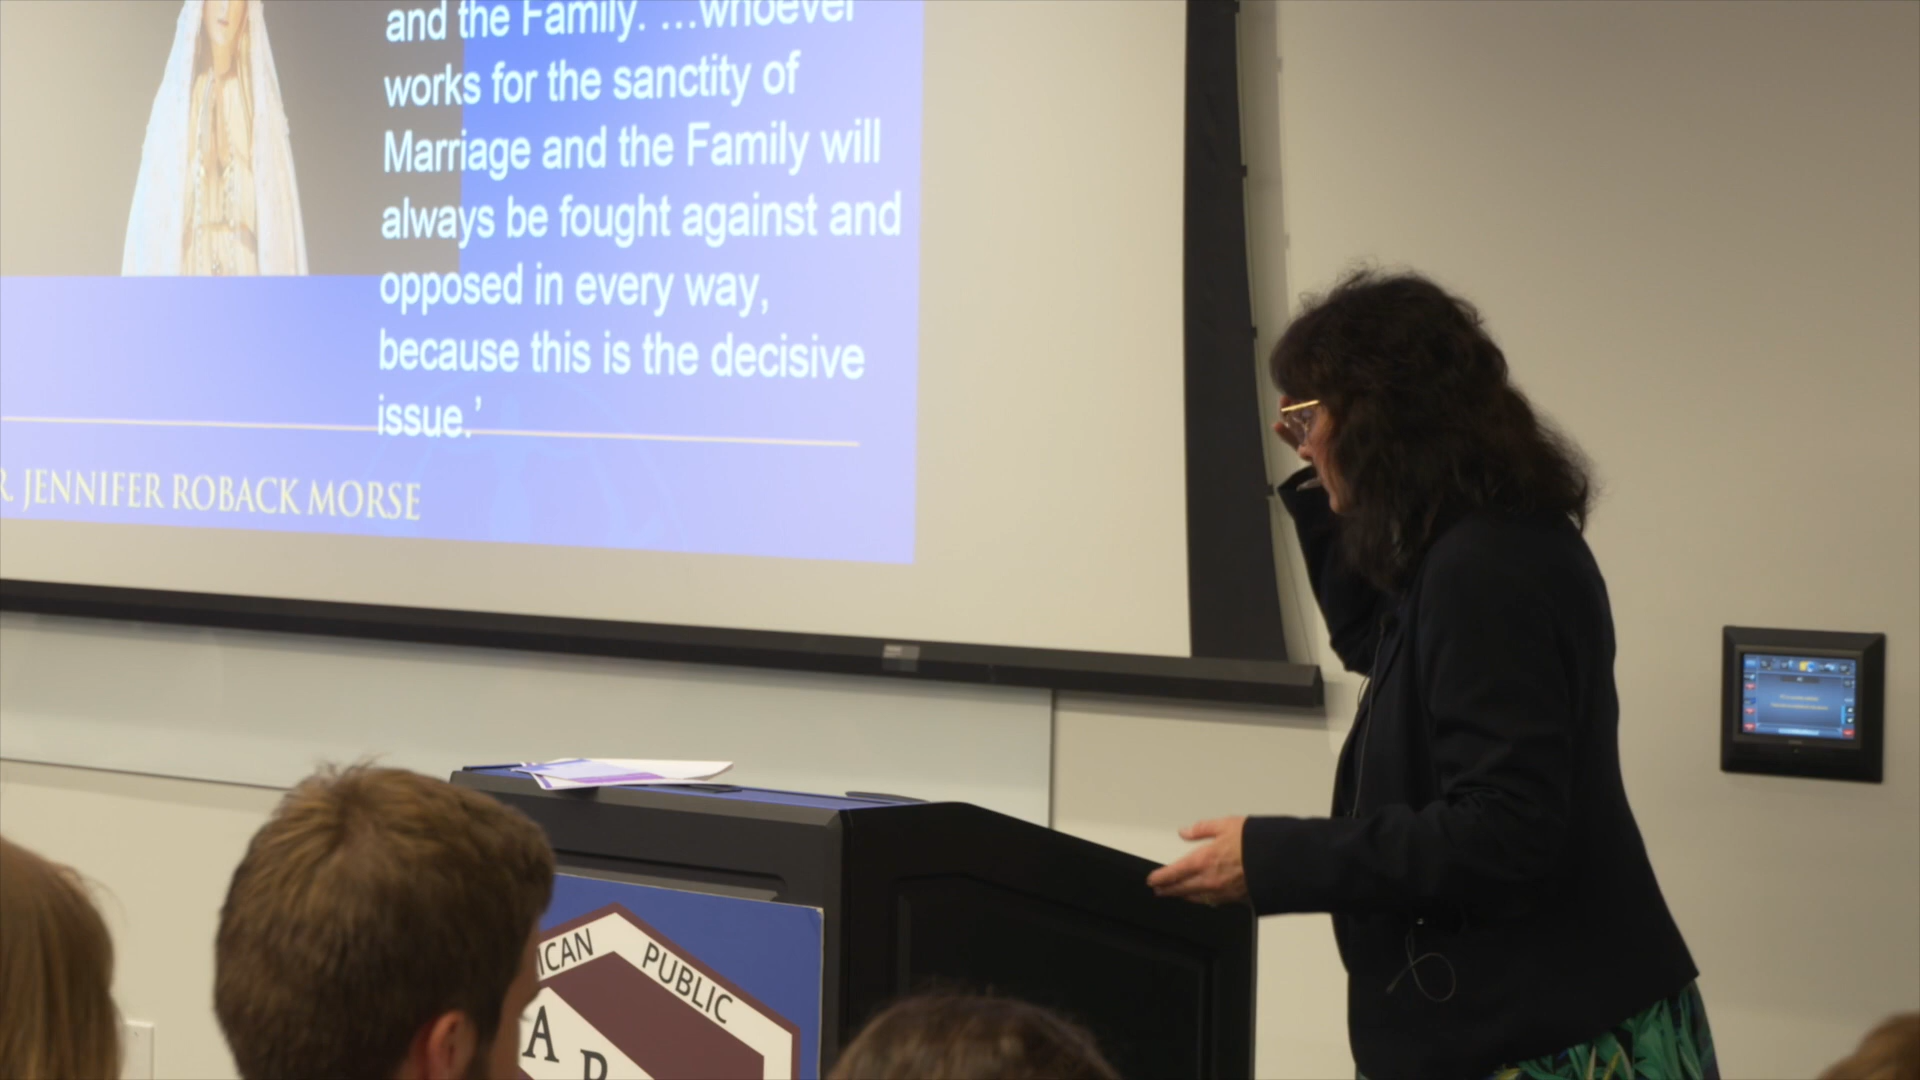 and the Family. ...whoever
works for the sanctity of
Marriage and the Family will
always be fought against and
opposed in every way,
because this is the decisive
issue.’
R. JENNIFER ROBACK MORSE
ICAN PUBLIC
A P